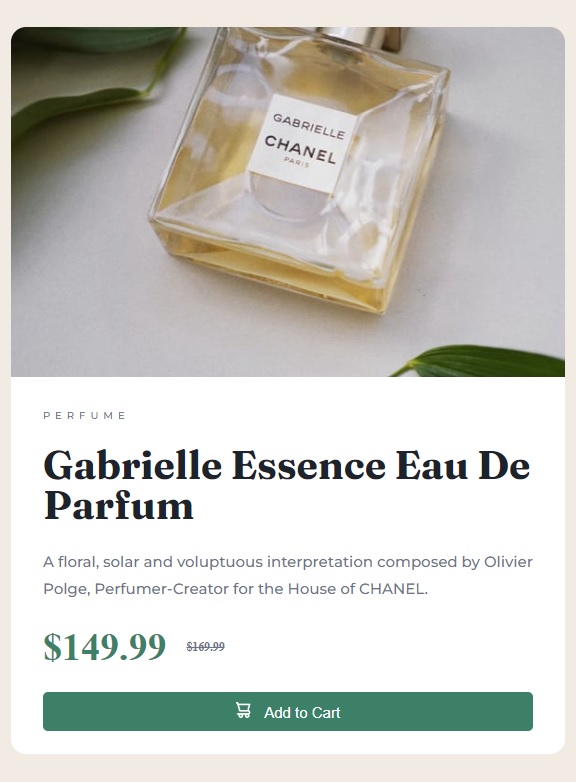 GABRIELLE
CHANEL
PARIS
PERFUME
Gabrielle Essence Eau De
Parfum
A floral, solar and voluptuous interpretation composed by Olivier
Polge, Perfumer-Creator for the House of CHANEL.
$149.99 $169.99
Add to Cart